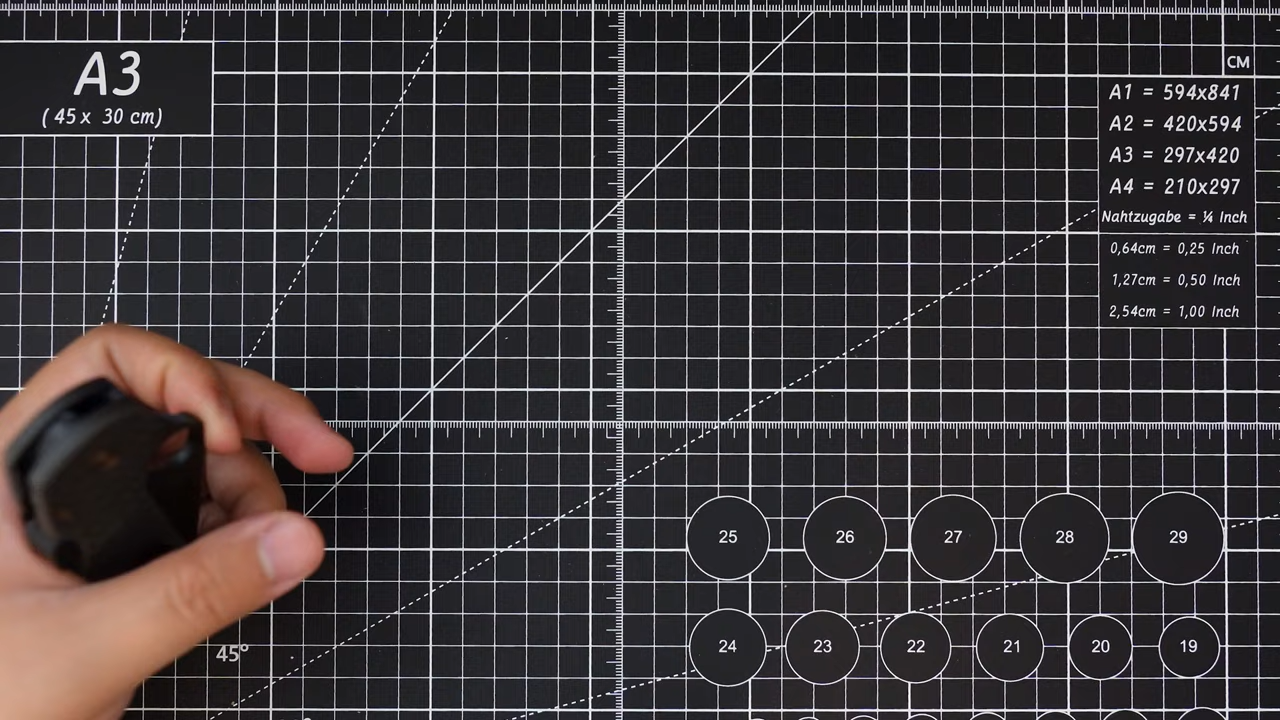 A3
(45 x 30 cm)
CM
A1 = 594x841
A2 = 420x594
A3 = 297x420
A4 = 210x297
Nahtzugabe = ¼ Inch
0,64cm = 0,25 Inch
1,27cm = 0,50 Inch
2,54cm = 1,00 Inch
25 26 27 28 29
24 23 22 21 20 19
45°